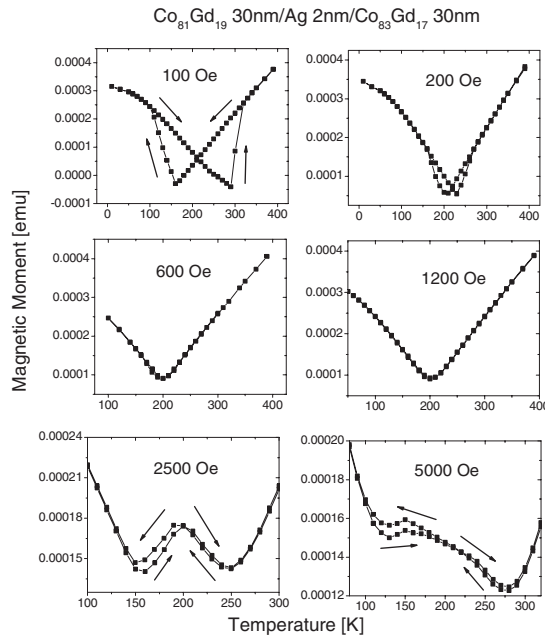 Co81Gd19 30nm/Ag 2nm/Co83Gd17 30nm
Magnetic Moment [emu]
100 Oe
0.0004
0.0003
0.0002
0.0001
0.0000
-0.0001
0 100 200 300 400
200 Oe
0.0004
0.0003
0.0002
0.0001
0.0000
0 100 200 300 400
600 Oe
0.0004
0.0003
0.0002
0.0001
100 200 300 400
1200 Oe
0.0004
0.0003
0.0002
0.0001
100 200 300 400
2500 Oe
0.00024
0.00021
0.00018
0.00015
100 150 200 250 300
5000 Oe
0.00020
0.00018
0.00016
0.00014
0.00012
100 150 200 250 300
Temperature [K]